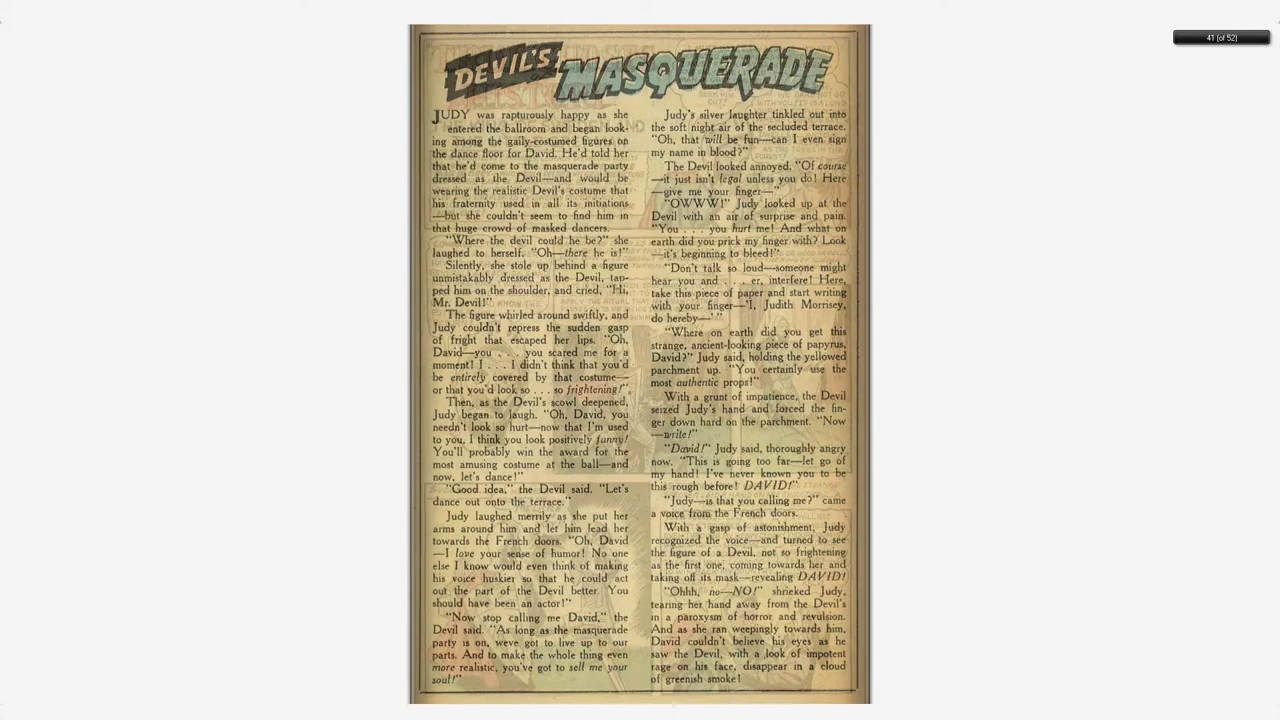 41 (of 52)
DEVIL'S MASQUERADE
JUDY was rapturously happy as she
entered the ballroom and began look-
ing among the gaily-costumed figures on
the dance floor for David. He'd told her
that he'd come to the masquerade party
dressed as the Devil—and would be
wearing the realistic Devil's costume that
his fraternity used in all its initiations
—but she couldn't seem to find him in
that huge crowd of masked dancers.
"Where the devil could he be?" she
laughed to herself. "Oh—there he is!"
Silently, she stole up behind a figure
unmistakably dressed as the Devil, tap-
ped him on the shoulder, and cried, "Hi,
Mr. Devil!"
The figure whirled around swiftly, and
Judy couldn't repress the sudden gasp
of fright that escaped her lips. "Oh,
David—you . . . you scared me for a
moment! I . . . I didn't think that you'd
be entirely covered by that costume—
or that you'd look so . . . so frightening!"
Then, as the Devil's scowl deepened,
Judy began to laugh. "Oh, David, you
needn't look so hurt—now that I'm used
to you, I think you look positively funny!
You'll probably win the award for the
most amusing costume at the ball—and
now, let's dance!"
"Good idea," the Devil said. "Let's
dance out onto the terrace."
Judy laughed merrily as she put her
arms around him and let him lead her
towards the French doors. "Oh, David
—I love your sense of humor! No one
else I know would even think of making
his voice huskier so that he could act
out the part of the Devil better. You
should have been an actor!"
"Now stop calling me David," the
Devil said. "As long as the masquerade
party is on, weve got to live up to our
parts. And to make the whole thing even
more realistic, you've got to sell me your
soul!"
Judy's silver laughter tinkled out into
the soft night air of the secluded terrace.
"Oh, that will be fun—can I even sign
my name in blood?"
The Devil looked annoyed. "Of course
—it just isn't legal unless you do! Here
—give me your finger—"
"OWWW!" Judy looked up at the
Devil with an air of surprise and pain.
"You . . . you hurt me! And what on
earth did you prick my finger with? Look
—it's beginning to bleed!"
"Don't talk so loud—someone might
hear you and . . . er, interfere! Here,
take this piece of paper and start writing
with your finger—'I, Judith Morrisey,
do hereby—' "
"Where on earth did you get this
strange, ancient-looking piece of papyrus,
David?" Judy said, holding the yellowed
parchment up. "You certainly use the
most authentic props!"
With a grunt of impatience, the Devil
seized Judy's hand and forced the fin-
ger down hard on the parchment. "Now
—write!"
"David!" Judy said, thoroughly angry
now. "This is going too far—let go of
my hand! I've never known you to be
this rough before! DAVID!"
"Judy—is that you calling me?" came
a voice from the French doors.
With a gasp of astonishment, Judy
recognized the voice—and turned to see
the figure of a Devil, not so frightening
as the first one, coming towards her and
taking off its mask—revealing DAVID!
"Ohhh, no—NO!" shrieked Judy,
tearing her hand away from the Devil's
in a paroxysm of horror and revulsion.
And as she ran weepingly towards him,
David couldn't believe his eyes as he
saw the Devil, with a look of impotent
rage on his face, disappear in a cloud
of greenish smoke!